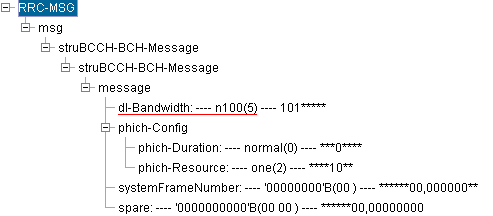 RRC-MSG
msg
struBCCH-BCH-Message
struBCCH-BCH-Message
message
dl-Bandwidth: ---- n100(5) ---- 101*****
phich-Config
phich-Duration: ---- normal(0) ---- ***0****
phich-Resource: ---- one(2) ---- ****10**
systemFrameNumber: ---- '00000000'B(00 ) ---- ******00,000000**
spare: ---- '0000000000'B(00 00 ) ---- ******00,00000000